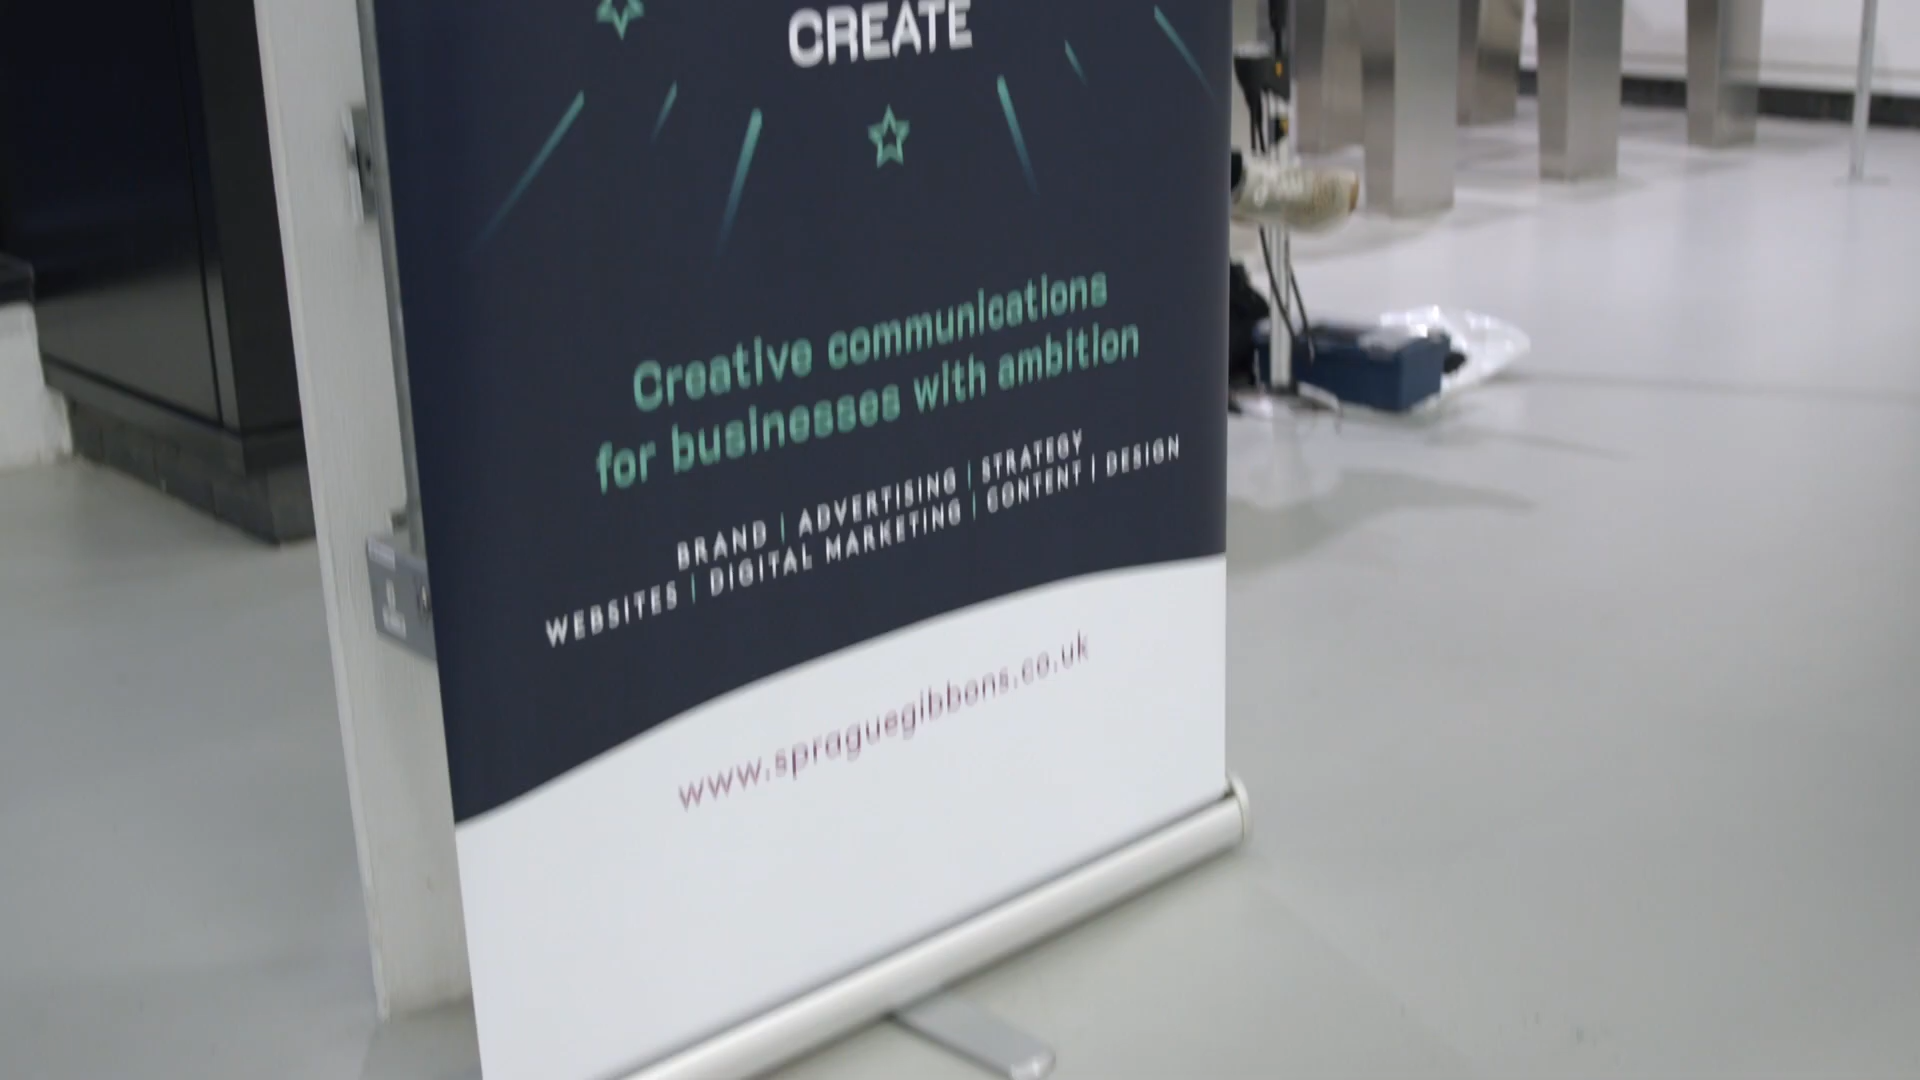 CREATE
Creative communications
for businesses with ambition
BRAND | ADVERTISING | STRATEGY
WEBSITES | DIGITAL MARKETING | CONTENT | DESIGN
www.spraguegibbons.co.uk